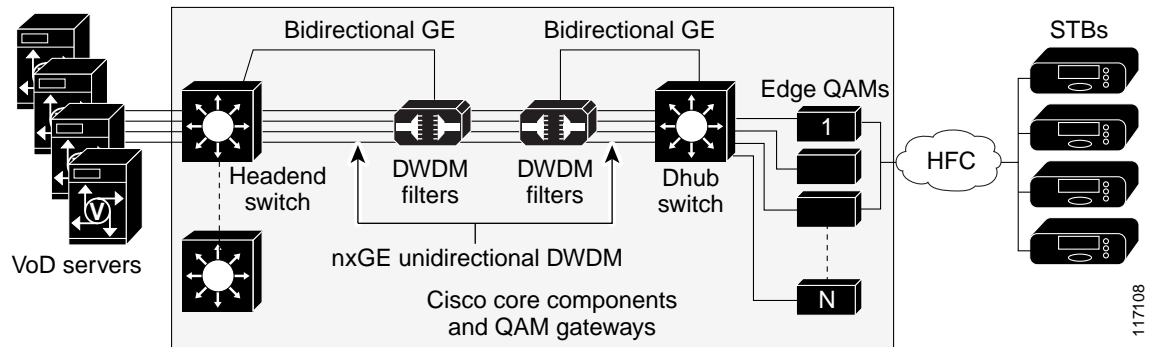 Bidirectional GE
Bidirectional GE
STBs
Edge QAMs
1
HFC
Headend
switch
DWDM
filters
DWDM
filters
Dhub
switch
V
VoD servers
nxGE unidirectional DWDM
N
Cisco core components
and QAM gateways
117108